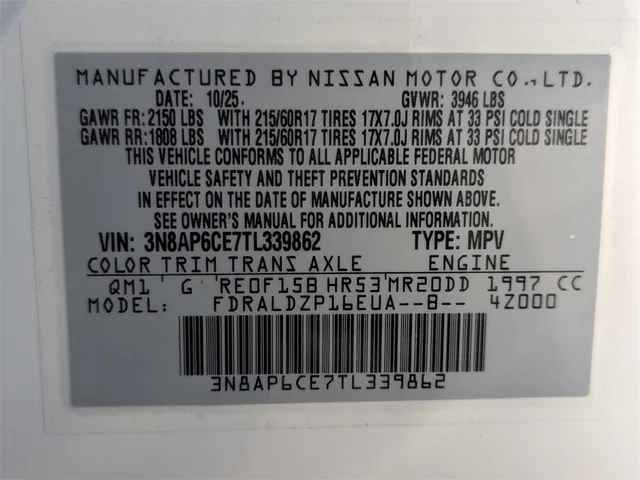 MANUFACTURED BY NISSAN MOTOR CO., LTD.
DATE: 10/25. GVWR: 3946 LBS
GAWR FR: 2150 LBS WITH 215/60R17 TIRES 17X7.0J RIMS AT 33 PSI COLD SINGLE
GAWR RR: 1808 LBS WITH 215/60R17 TIRES 17X7.0J RIMS AT 33 PSI COLD SINGLE
THIS VEHICLE CONFORMS TO ALL APPLICABLE FEDERAL MOTOR
VEHICLE SAFETY AND THEFT PREVENTION STANDARDS
IN EFFECT ON THE DATE OF MANUFACTURE SHOWN ABOVE.
SEE OWNER'S MANUAL FOR ADDITIONAL INFORMATION.
VIN: 3N8AP6CE7TL339862 TYPE: MPV
COLOR TRIM TRANS AXLE ENGINE
QM1 G RE0F15B HR53 MR20DD 1997 CC
MODEL: FDRALDZP16EUA--B-- 4Z000
3N8AP6CE7TL339862